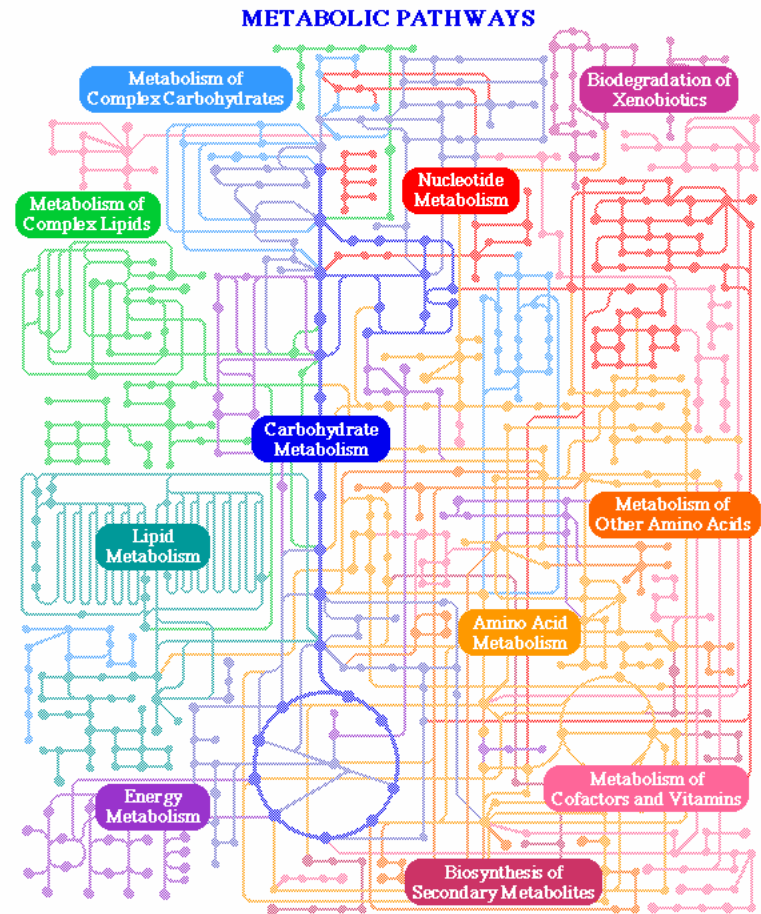 METABOLIC PATHWAYS
Metabolism of
Complex Carbohydrates
Biodegradation of
Xenobiotics
Nucleotide
Metabolism
Metabolism of
Complex Lipids
Carbohydrate
Metabolism
Metabolism of
Other Amino Acids
Lipid
Metabolism
Amino Acid
Metabolism
Metabolism of
Cofactors and Vitamins
Energy
Metabolism
Biosynthesis of
Secondary Metabolites